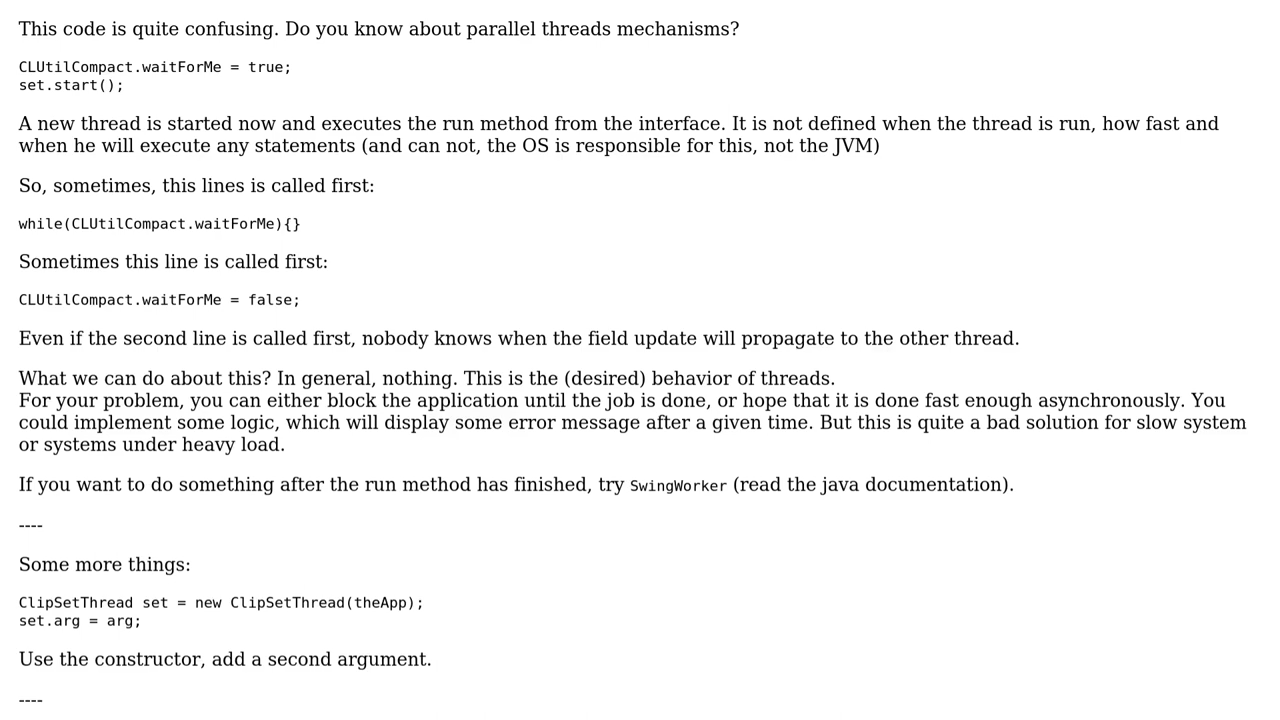 This code is quite confusing. Do you know about parallel threads mechanisms?
CLUtilCompact.waitForMe = true;
set.start();
A new thread is started now and executes the run method from the interface. It is not defined when the thread is run, how fast and
when he will execute any statements (and can not, the OS is responsible for this, not the JVM)
So, sometimes, this lines is called first:
while(CLUtilCompact.waitForMe){}
Sometimes this line is called first:
CLUtilCompact.waitForMe = false;
Even if the second line is called first, nobody knows when the field update will propagate to the other thread.
What we can do about this? In general, nothing. This is the (desired) behavior of threads.
For your problem, you can either block the application until the job is done, or hope that it is done fast enough asynchronously. You
could implement some logic, which will display some error message after a given time. But this is quite a bad solution for slow system
or systems under heavy load.
If you want to do something after the run method has finished, try SwingWorker (read the java documentation).
----
Some more things:
ClipSetThread set = new ClipSetThread(theApp);
set.arg = arg;
Use the constructor, add a second argument.
----